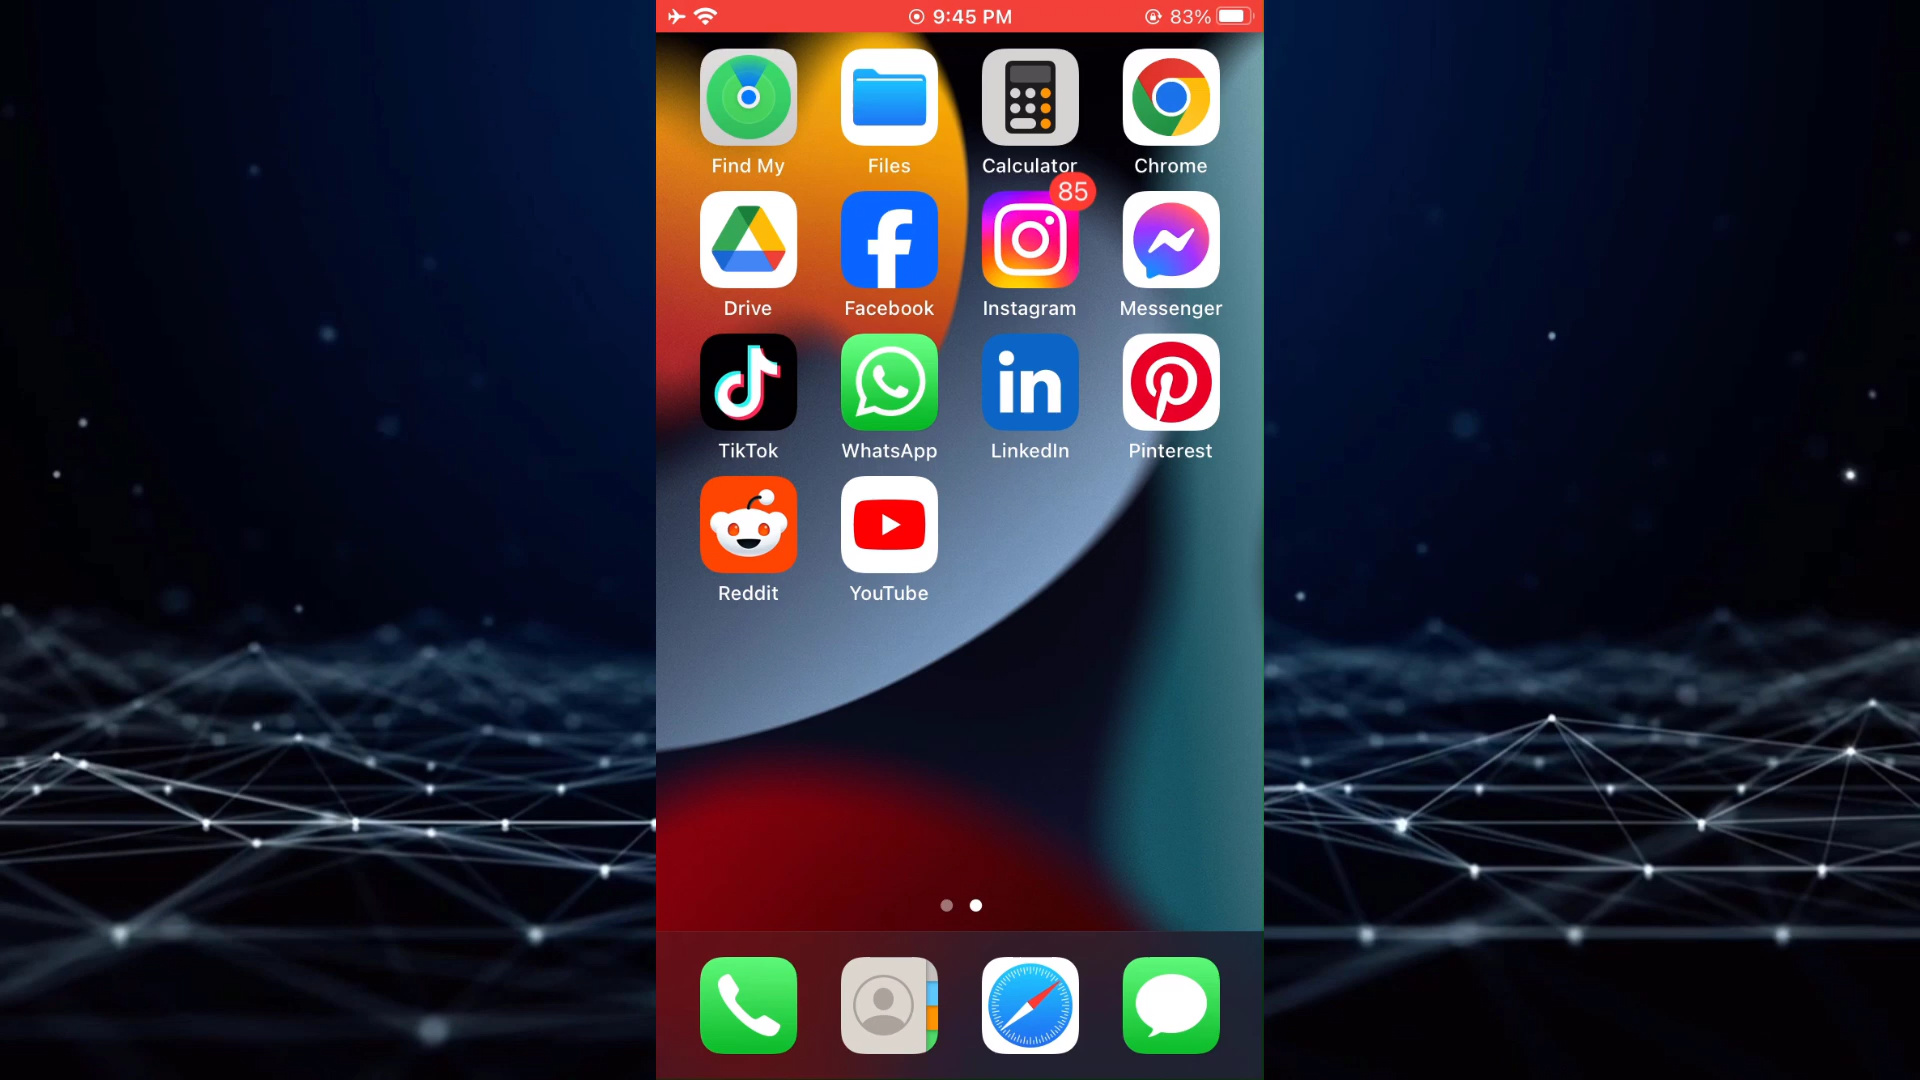 9:45 PM 83%
Find My Files Calculator Chrome
85
Drive Facebook Instagram Messenger
in
TikTok WhatsApp LinkedIn Pinterest
Reddit YouTube